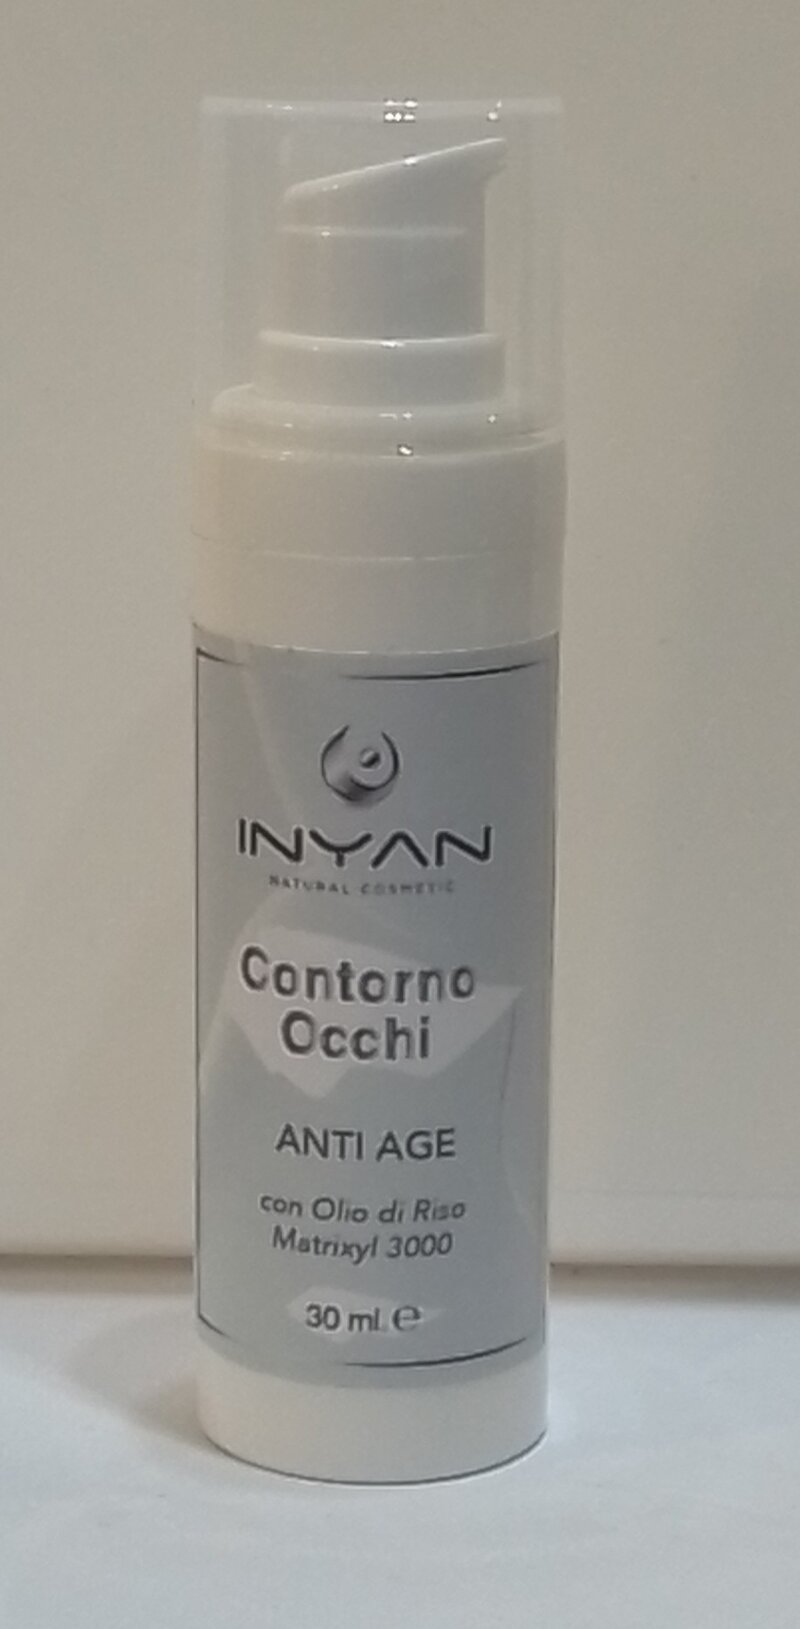 INYAN
NATURAL COSMETIC
Contorno
Occhi
ANTI AGE
con Olio di Riso
Matrixyl 3000
30 ml ℮